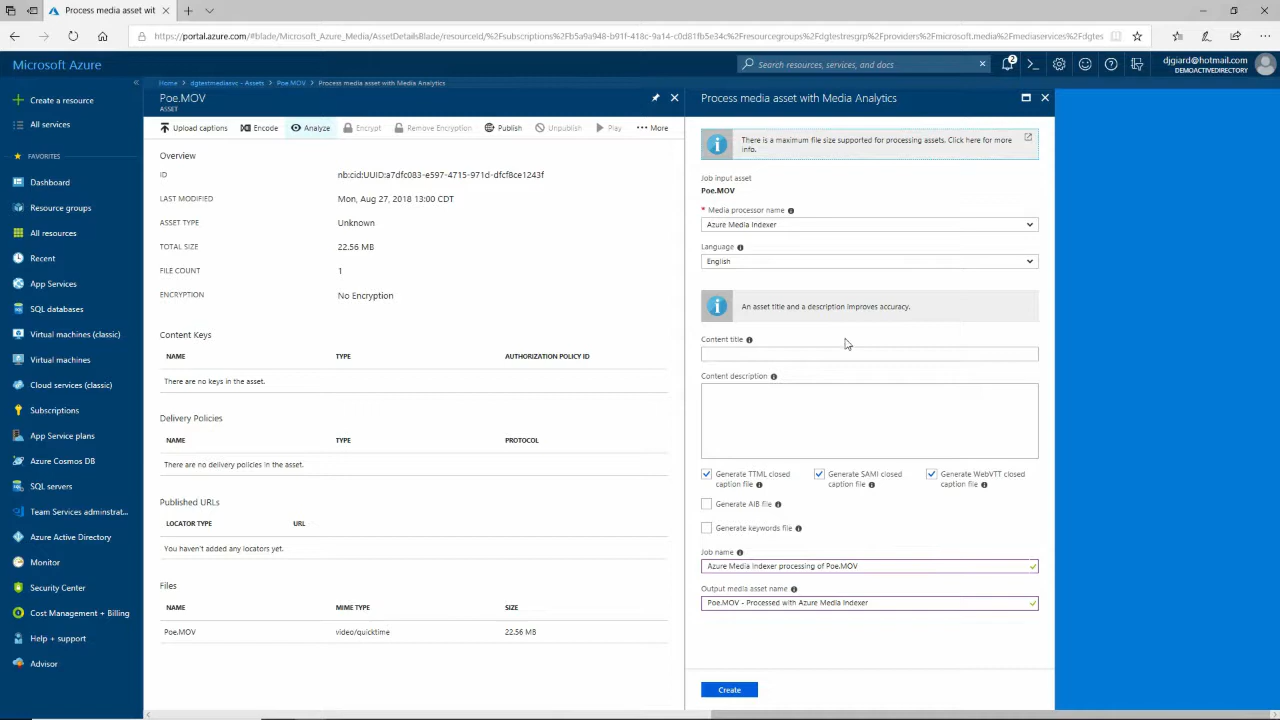 Process media asset wit
https://portal.azure.com/#blade/Microsoft_Azure_Media/AssetDetailsBlade/resourceId/%2Fsubscriptions%2Fb5a9a948-b91f-418c-9a14-c0d81fb5e34c%2Fresourcegroups%2Fdgtestresgrp%2Fproviders%2Fmicrosoft.media%2Fmediaservices%2Fdgtes
Microsoft Azure
Search resources, services, and docs
2
djgiard@hotmail.com
DEMOACTIVEDIRECTORY
Create a resource
All services
FAVORITES
Dashboard
Resource groups
All resources
Recent
App Services
SQL databases
Virtual machines (classic)
Virtual machines
Cloud services (classic)
Subscriptions
App Service plans
Azure Cosmos DB
SQL servers
Team Services administrat...
Azure Active Directory
Monitor
Security Center
Cost Management + Billing
Help + support
Advisor
Home > dgtestmediasvc - Assets > Poe.MOV > Process media asset with Media Analytics
Poe.MOV
ASSET
Upload captions Encode Analyze Encrypt Remove Encryption Publish Unpublish Play More
Overview
ID nb:cid:UUID:a7dfc083-e597-4715-971d-dfcf8ce1243f
LAST MODIFIED Mon, Aug 27, 2018 13:00 CDT
ASSET TYPE Unknown
TOTAL SIZE 22.56 MB
FILE COUNT 1
ENCRYPTION No Encryption
Content Keys
NAME TYPE AUTHORIZATION POLICY ID
There are no keys in the asset.
Delivery Policies
NAME TYPE PROTOCOL
There are no delivery policies in the asset.
Published URLs
LOCATOR TYPE URL
You haven't added any locators yet.
Files
NAME MIME TYPE SIZE
Poe.MOV video/quicktime 22.56 MB
Process media asset with Media Analytics
There is a maximum file size supported for processing assets. Click here for more
info.
Job input asset
Poe.MOV
* Media processor name
Azure Media Indexer
Language
English
An asset title and a description improves accuracy.
Content title
Content description
Generate TTML closed
caption file
Generate SAMI closed
caption file
Generate WebVTT closed
caption file
Generate AIB file
Generate keywords file
Job name
Azure Media Indexer processing of Poe.MOV
Output media asset name
Poe.MOV - Processed with Azure Media Indexer
Create